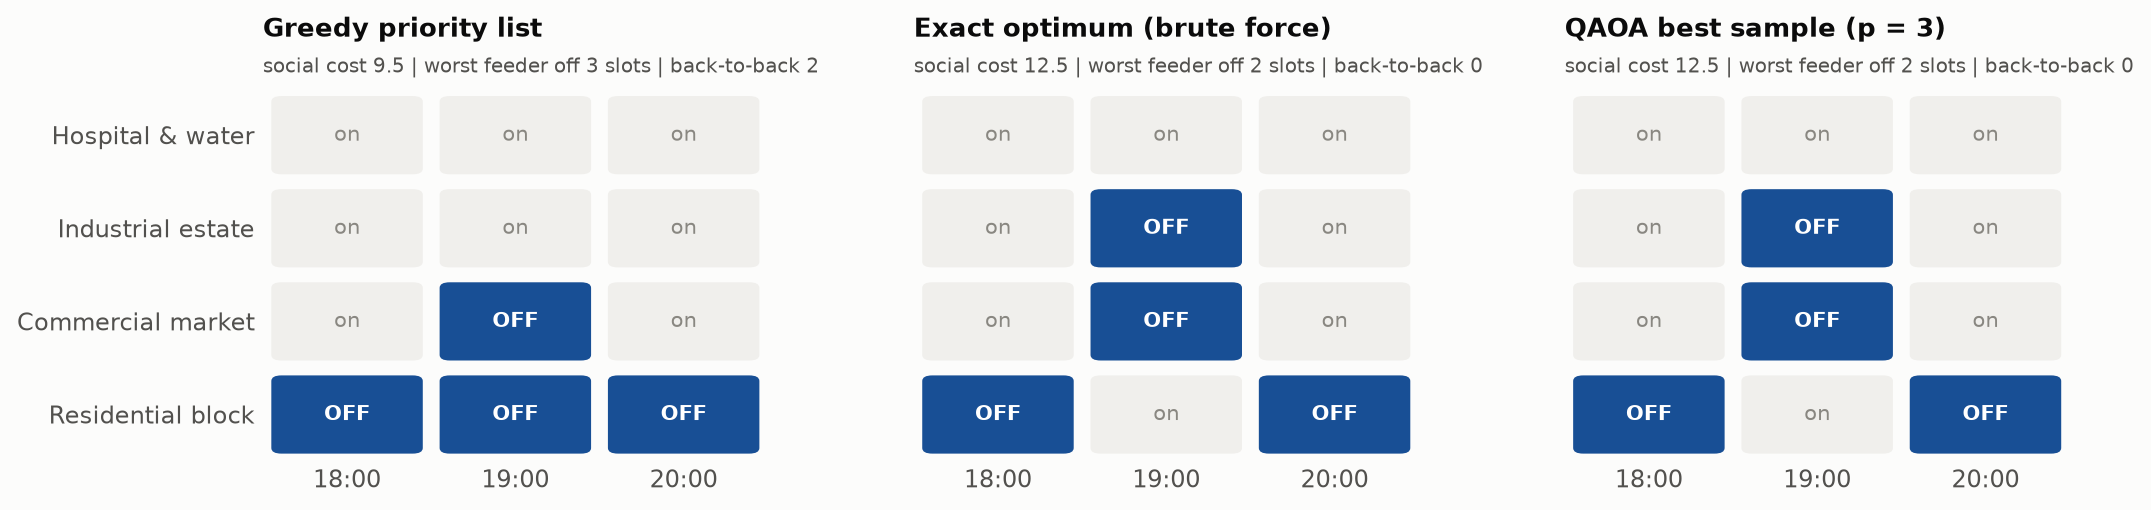 Greedy priority list
social cost 9.5 | worst feeder off 3 slots | back-to-back 2
Exact optimum (brute force)
social cost 12.5 | worst feeder off 2 slots | back-to-back 0
QAOA best sample (p = 3)
social cost 12.5 | worst feeder off 2 slots | back-to-back 0
Hospital & water on on on on on on on on on
Industrial estate on on on on OFF on on OFF on
Commercial market on OFF on on OFF on on OFF on
Residential block OFF OFF OFF OFF on OFF OFF on OFF
18:00 19:00 20:00 18:00 19:00 20:00 18:00 19:00 20:00